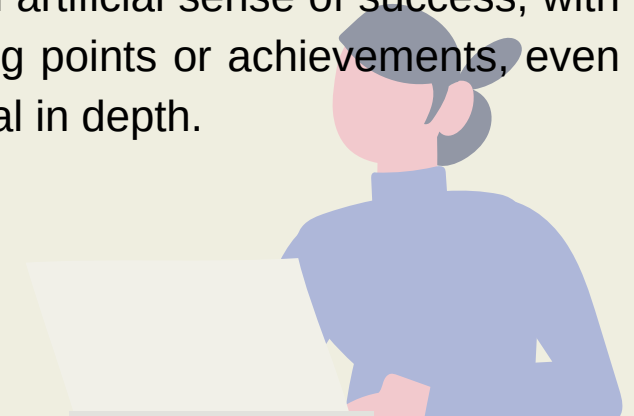 artificial sense of success, with
g points or achievements, even
al in depth.